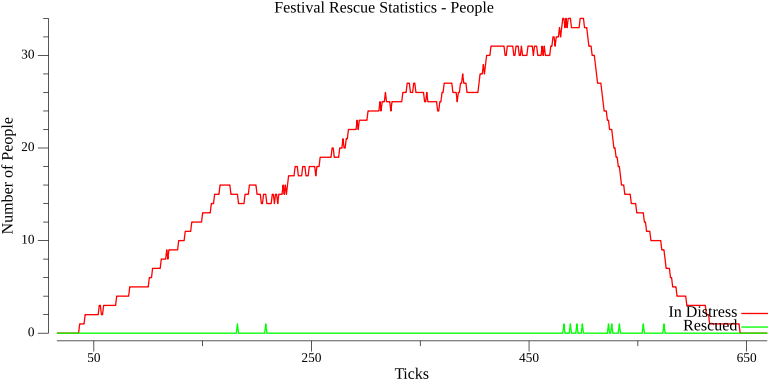 Festival Rescue Statistics - People
Number of People
30
20
10
0
In Distress
Rescued
50
250
450
650
Ticks